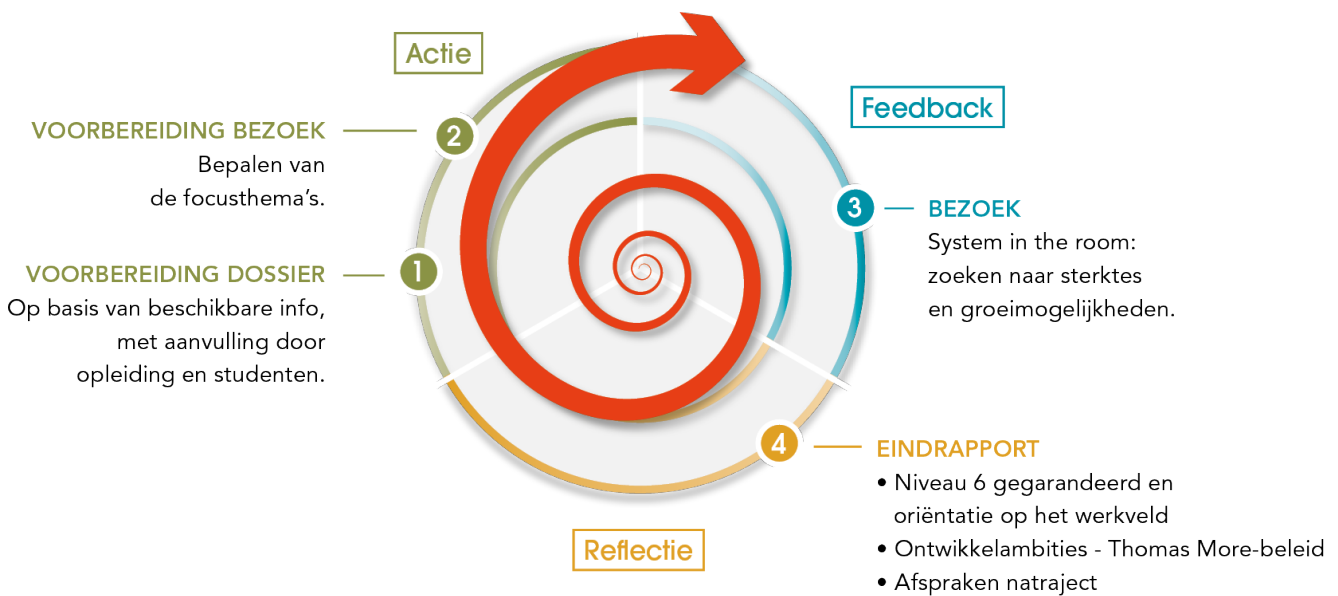 Actie
2
VOORBEREIDING BEZOEK
Bepalen van
de focusthema’s.
1
VOORBEREIDING DOSSIER
Op basis van beschikbare info,
met aanvulling door
opleiding en studenten.
Feedback
3
BEZOEK
System in the room:
zoeken naar sterktes
en groeimogelijkheden.
4
EINDRAPPORT
• Niveau 6 gegarandeerd en
oriëntatie op het werkveld
• Ontwikkelambities - Thomas More-beleid
• Afspraken natraject
Reflectie